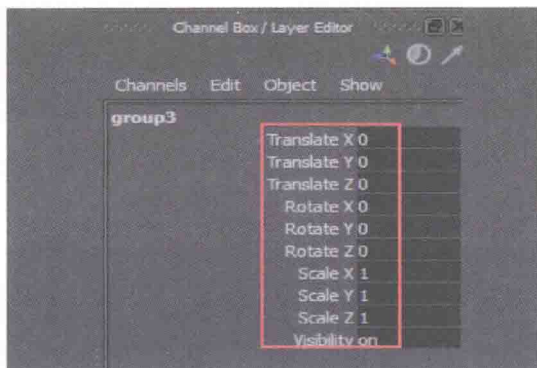 Channel Box / Layer Editor
Channels Edit Object Show
group3
Translate X 0
Translate Y 0
Translate Z 0
Rotate X 0
Rotate Y 0
Rotate Z 0
Scale X 1
Scale Y 1
Scale Z 1
Visibility on